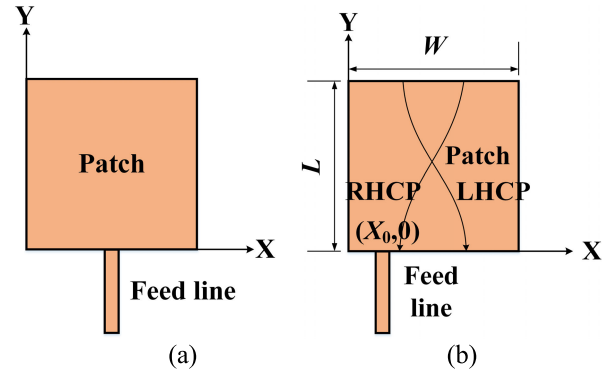 Y
Patch
X
Feed line
(a)
Y
W
L
Patch
RHCP LHCP
(X₀,0)
X
Feed
line
(b)